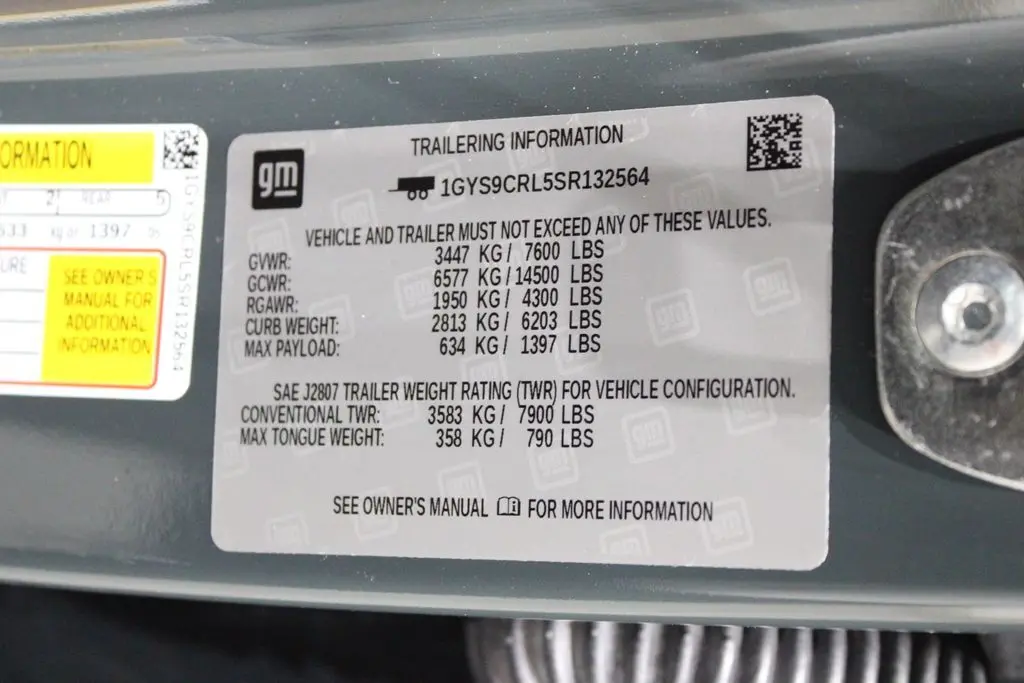 ORMATION
2 REAR 5
633 kg or 1397
URE
SEE OWNER'S
MANUAL FOR
ADDITIONAL
INFORMATION
1GYS9CRL5SR132564
gm
TRAILERING INFORMATION
1GYS9CRL5SR132564
VEHICLE AND TRAILER MUST NOT EXCEED ANY OF THESE VALUES.
GVWR: 3447 KG/ 7600 LBS
GCWR: 6577 KG/14500 LBS
RGAWR: 1950 KG/ 4300 LBS
CURB WEIGHT: 2813 KG/ 6203 LBS
MAX PAYLOAD: 634 KG/ 1397 LBS
SAE J2807 TRAILER WEIGHT RATING (TWR) FOR VEHICLE CONFIGURATION.
CONVENTIONAL TWR: 3583 KG/ 7900 LBS
MAX TONGUE WEIGHT: 358 KG/ 790 LBS
SEE OWNER'S MANUAL FOR MORE INFORMATION